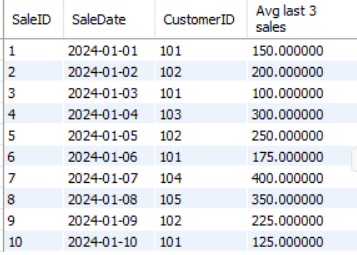 SaleID SaleDate CustomerID Avg last 3 sales
1 2024-01-01 101 150.000000
2 2024-01-02 102 200.000000
3 2024-01-03 101 100.000000
4 2024-01-04 103 300.000000
5 2024-01-05 102 250.000000
6 2024-01-06 101 175.000000
7 2024-01-07 104 400.000000
8 2024-01-08 105 350.000000
9 2024-01-09 102 225.000000
10 2024-01-10 101 125.000000